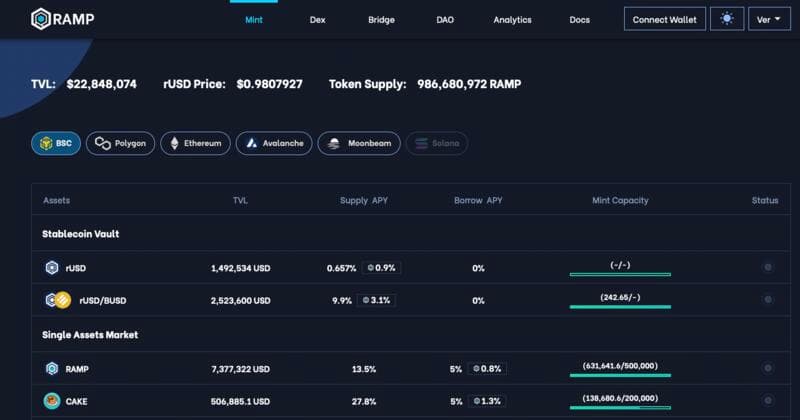 RAMP Mint Dex Bridge DAO Analytics Docs Connect Wallet Ver
TVL: $22,848,074 rUSD Price: $0.9807927 Token Supply: 986,680,972 RAMP
BSC Polygon Ethereum Avalanche Moonbeam Solana
Assets TVL Supply APY Borrow APY Mint Capacity Status
Stablecoin Vault
rUSD 1,492,534 USD 0.657% 0.9% 0% (-/-)
rUSD/BUSD 2,523,600 USD 9.9% 3.1% 0% (242.65/-)
Single Assets Market
RAMP 7,377,322 USD 13.5% 5% 0.8% (631,641.6/500,000)
CAKE 506,885.1 USD 27.8% 5% 1.3% (138,680.6/200,000)